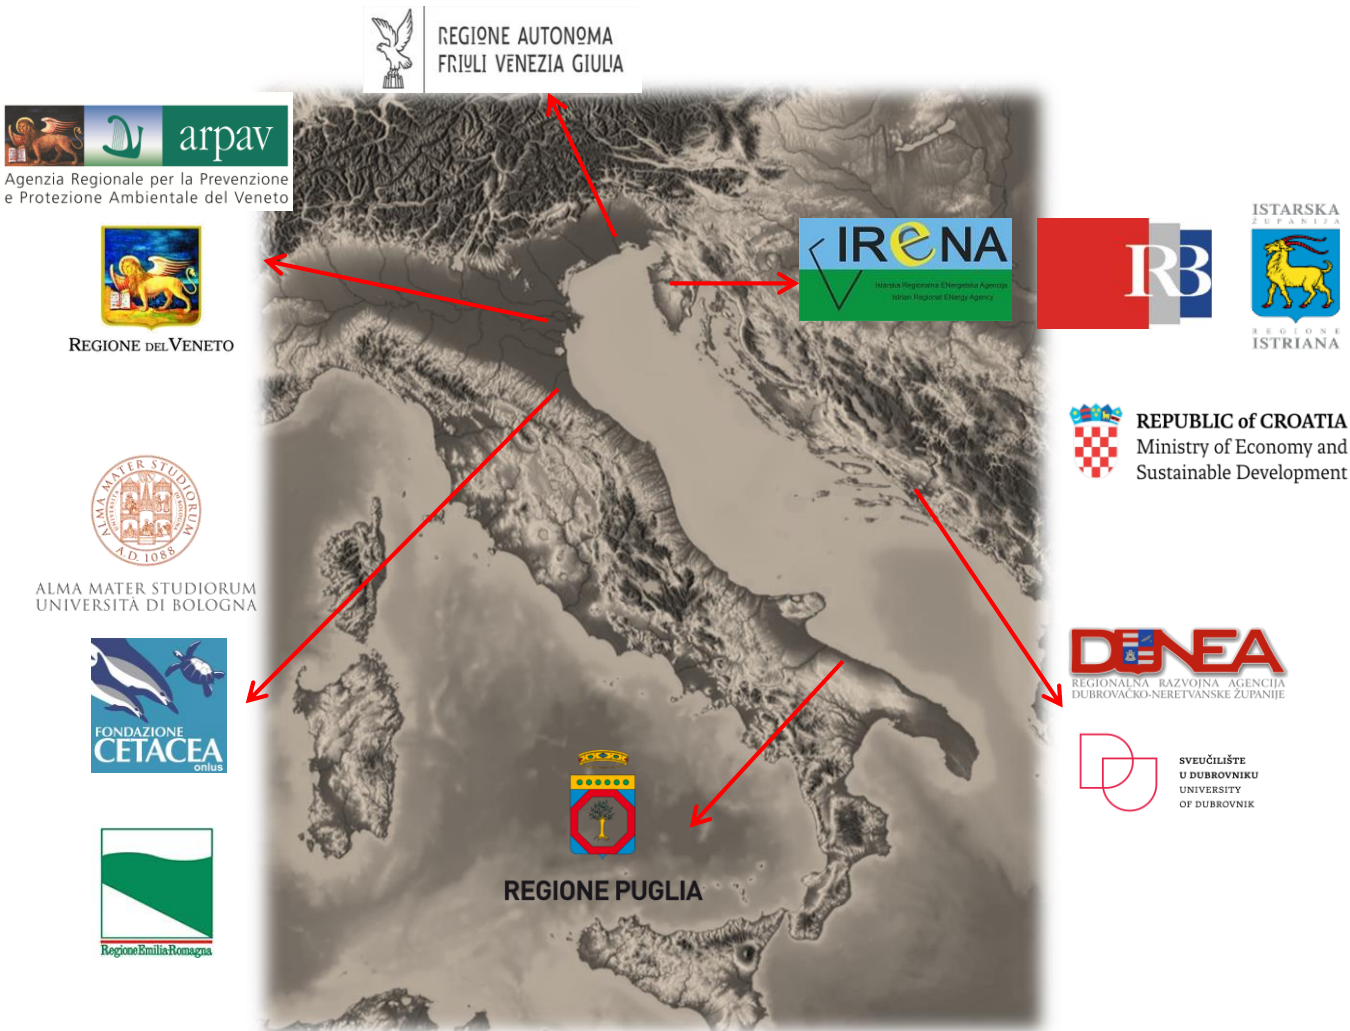 REGIONE AUTONOMA
FRIULI VENEZIA GIULIA
arpav
Agenzia Regionale per la Prevenzione
e Protezione Ambientale del Veneto
REGIONE DEL VENETO
IRENA
Istarska Regionalna ENergetska Agencija
Istrian Regional ENergy Agency
IRB
ISTARSKA
ŽUPANIJA
REGIONE
ISTRIANA
REPUBLIC of CROATIA
Ministry of Economy and
Sustainable Development
ALMA MATER STUDIORUM
A.D. 1088
ALMA MATER STUDIORUM
UNIVERSITÀ DI BOLOGNA
FONDAZIONE
CETACEA
onlus
DUNEA
REGIONALNA RAZVOJNA AGENCIJA
DUBROVAČKO-NERETVANSKE ŽUPANIJE
SVEUČILIŠTE
U DUBROVNIKU
UNIVERSITY
OF DUBROVNIK
REGIONE PUGLIA
RegioneEmilia-Romagna